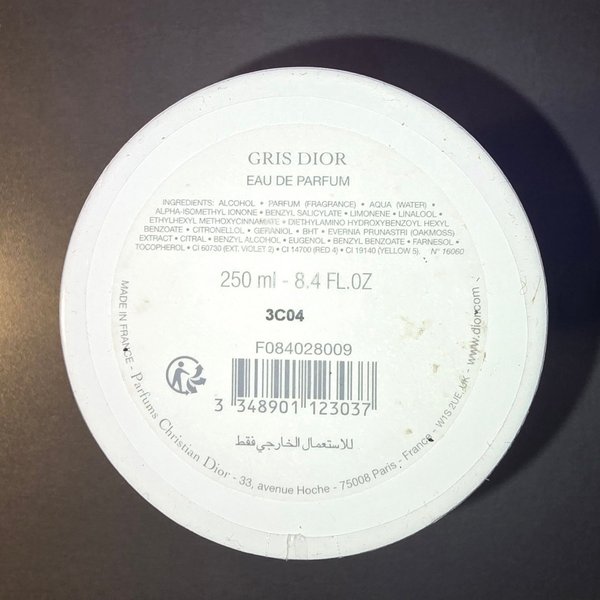 GRIS DIOR
EAU DE PARFUM
INGREDIENTS: ALCOHOL • PARFUM (FRAGRANCE) • AQUA (WATER) •
ALPHA-ISOMETHYL IONONE • BENZYL SALICYLATE • LIMONENE • LINALOOL •
ETHYLHEXYL METHOXYCINNAMATE • DIETHYLAMINO HYDROXYBENZOYL HEXYL
BENZOATE • CITRONELLOL • GERANIOL • BHT • EVERNIA PRUNASTRI (OAKMOSS)
EXTRACT • CITRAL • BENZYL ALCOHOL • EUGENOL • BENZYL BENZOATE • FARNESOL •
TOCOPHEROL • CI 60730 (EXT. VIOLET 2) • CI 14700 (RED 4) • CI 19140 (YELLOW 5). N° 16060
250 ml - 8.4 FL.OZ
3C04
F084028009
3 348901 123037
للاستعمال الخارجي فقط
MADE IN FRANCE - Parfums Christian Dior - 33, avenue Hoche - 75008 Paris - France - W1S 2UE, UK - www.dior.com